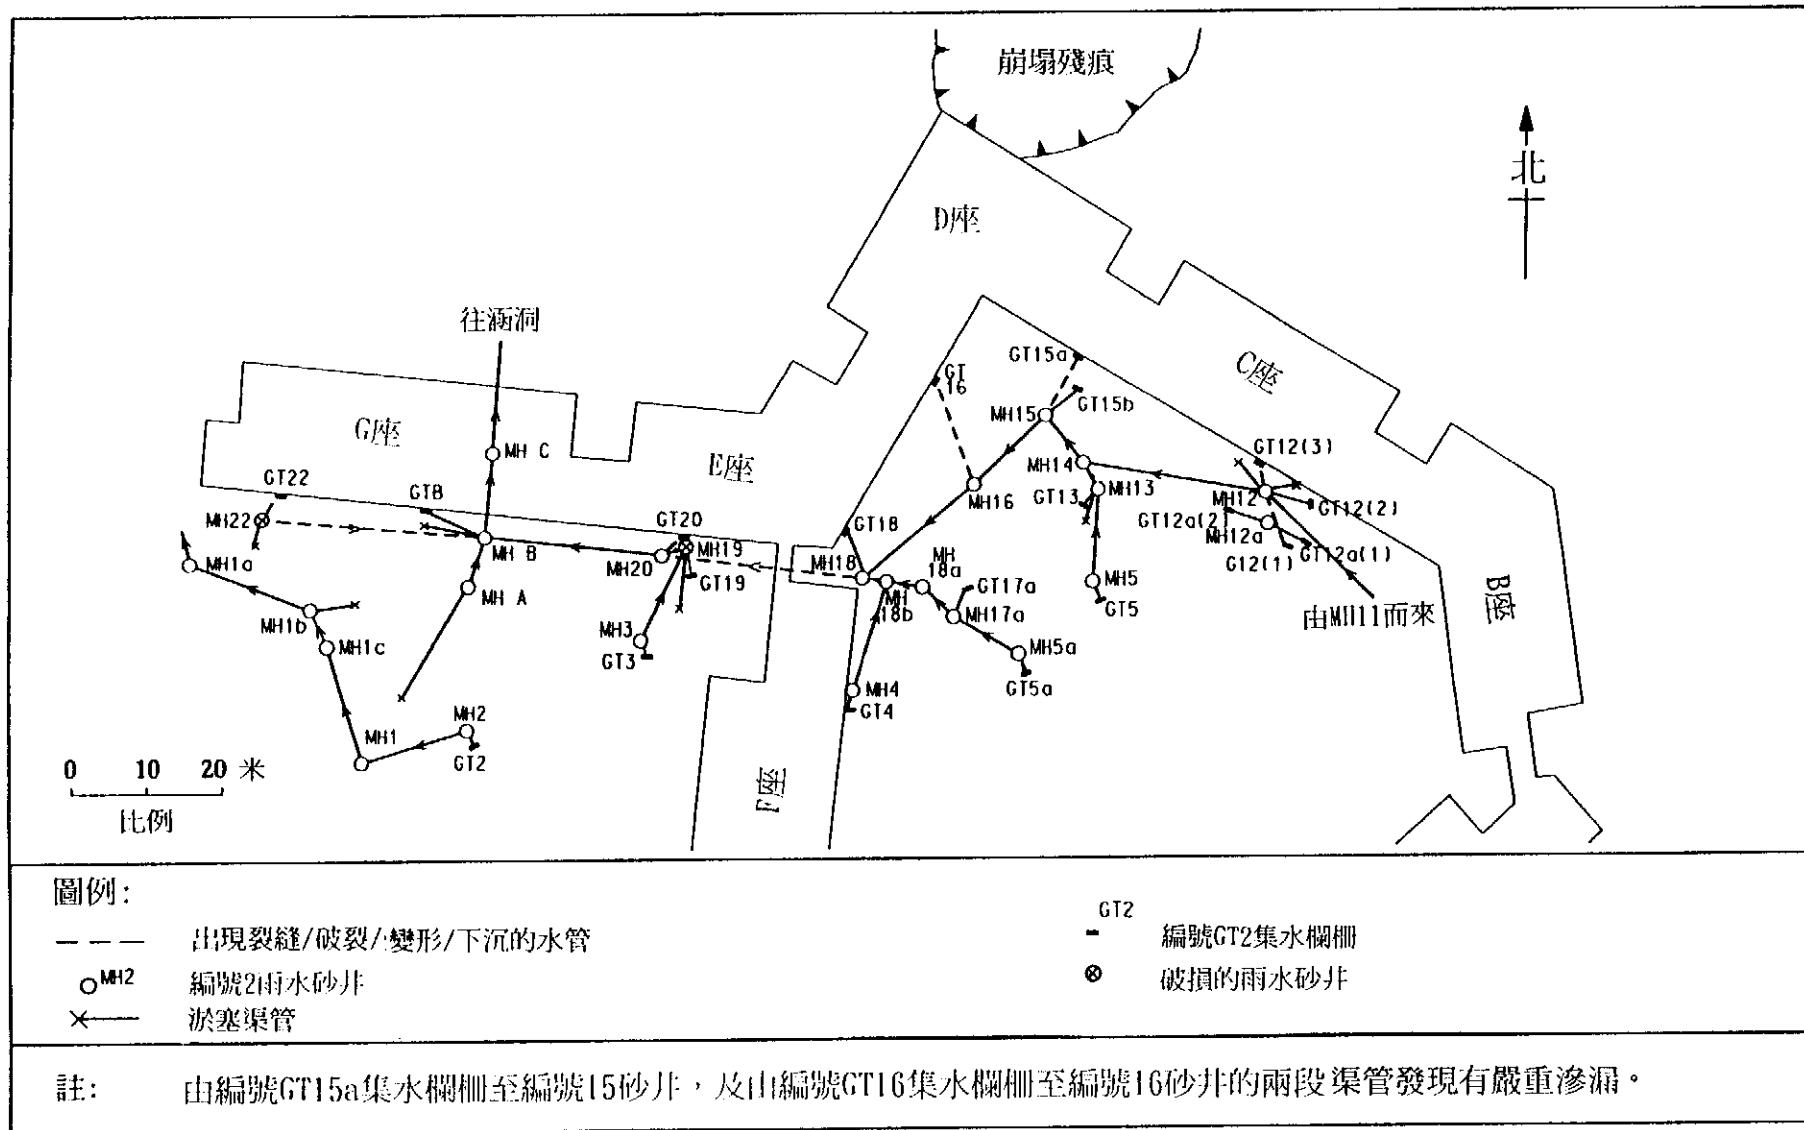 崩塌殘痕
北
D座
往涵洞
C座
GT15a
GT
16
GT15b
MH15
G座
E座
MH C
GT12(3)
MH14
GT22
GTB
MH16
GT13
MH13
MH12
GT12(2)
MH22
GT20
GT18
GT12a(2)
MH12a
GT12a(1)
G12(1)
MH B
MH19
MH20
MH18
MH
18a
MH1a
GT19
MH
18b
GT17a
MH5
GT5
B座
MH A
MH17a
由MH11而來
MH1b
MH3
MH1c
GT3
MH5a
GT5a
MH4
GT4
MH2
MH1
GT2
0 10 20 米
比例
F座
圖例:
出現裂縫/破裂/變形/下沉的水管
GT2
編號GT2集水欄柵
MH2
編號2雨水砂井
破損的雨水砂井
淤塞渠管
註: 由編號GT15a集水欄柵至編號15砂井,及由編號GT16集水欄柵至編號16砂井的兩段渠管發現有嚴重滲漏。